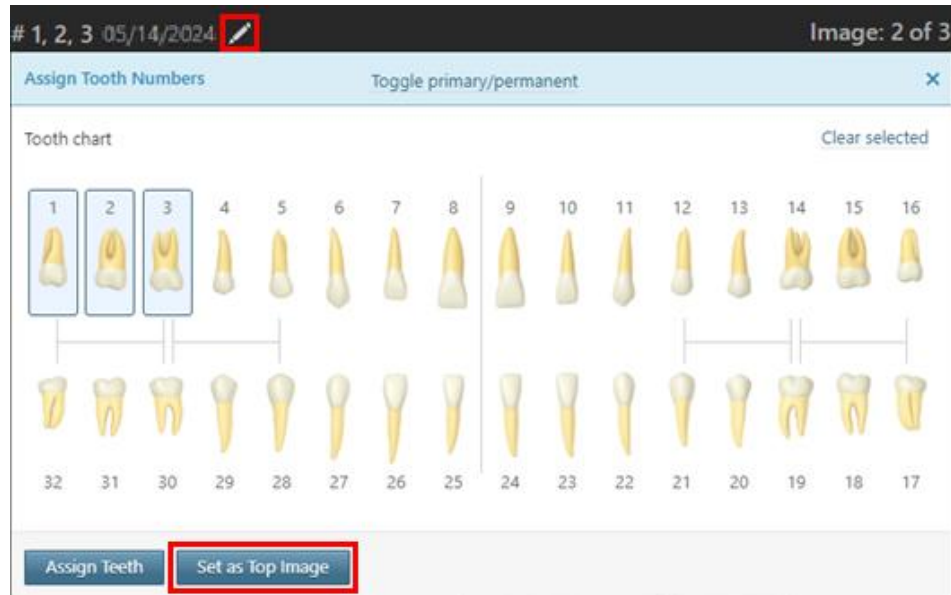 # 1, 2, 3 05/14/2024 Image: 2 of 3
Assign Tooth Numbers Toggle primary/permanent ×
Tooth chart Clear selected
1 2 3 4 5 6 7 8 9 10 11 12 13 14 15 16
32 31 30 29 28 27 26 25 24 23 22 21 20 19 18 17
Assign Teeth Set as Top Image